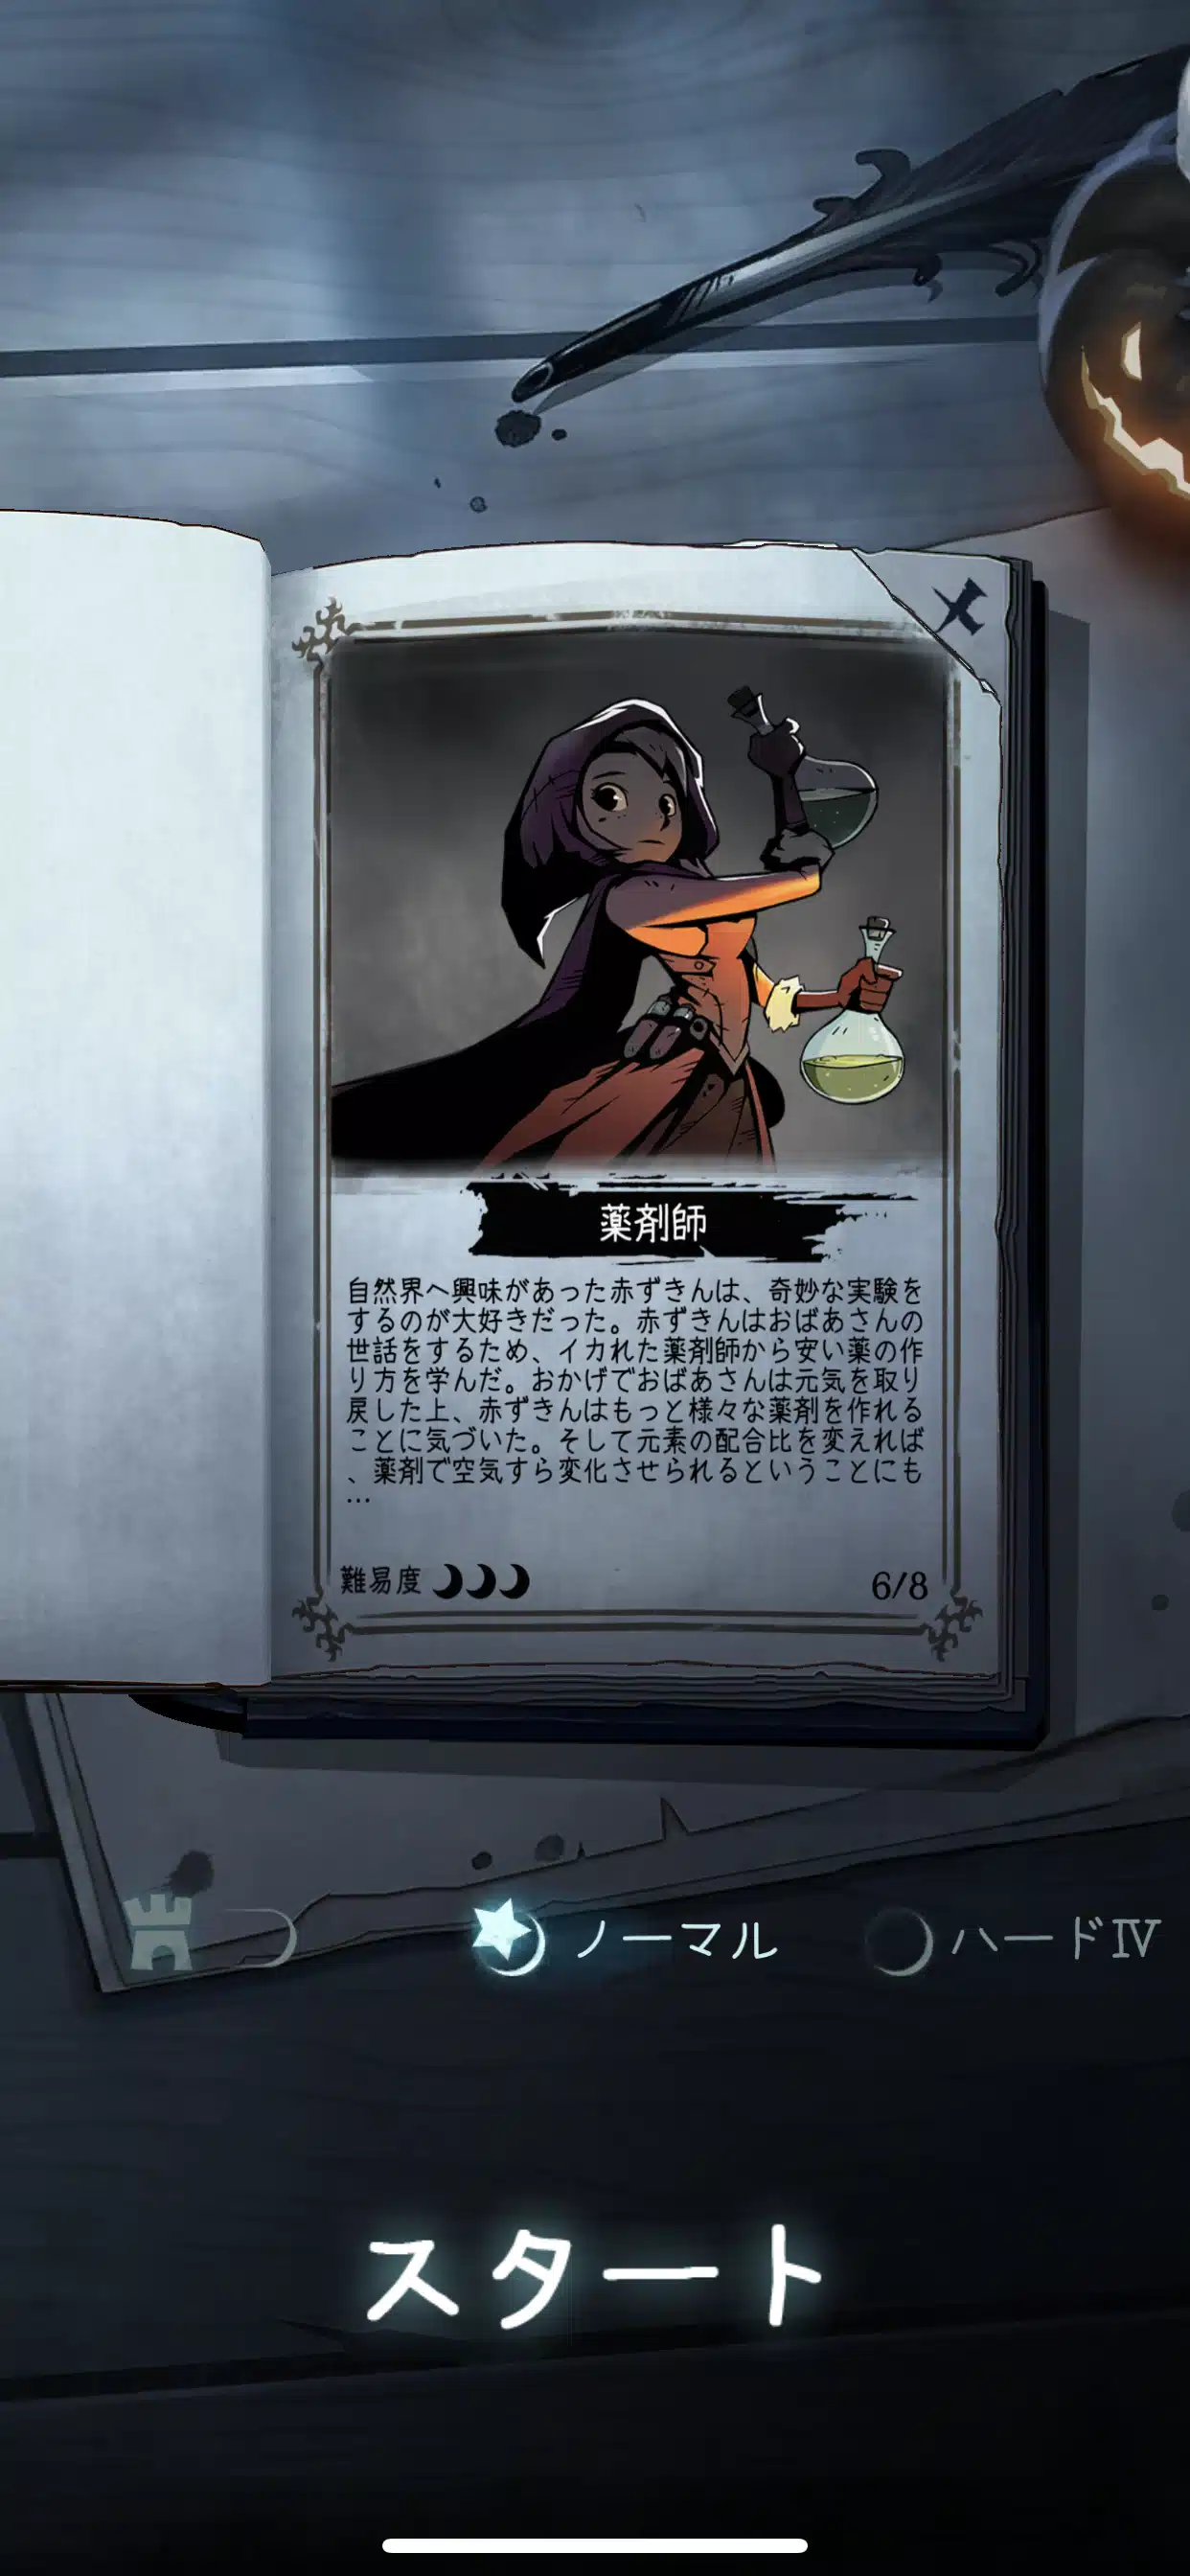 薬剤師
自然界へ興味があった赤ずきんは、奇妙な実験を
するのが大好きだった。赤ずきんはおばあさんの
世話をするため、イカれた薬剤師から安い薬の作
り方を学んだ。おかげでおばあさんは元気を取り
戻した上、赤ずきんはもっと様々な薬剤を作れる
ことに気づいた。そして元素の配合比を変えれば
、薬剤で空気すら変化させられるということにも
…
難易度
6/8
ノーマル
ハードⅣ
スタート